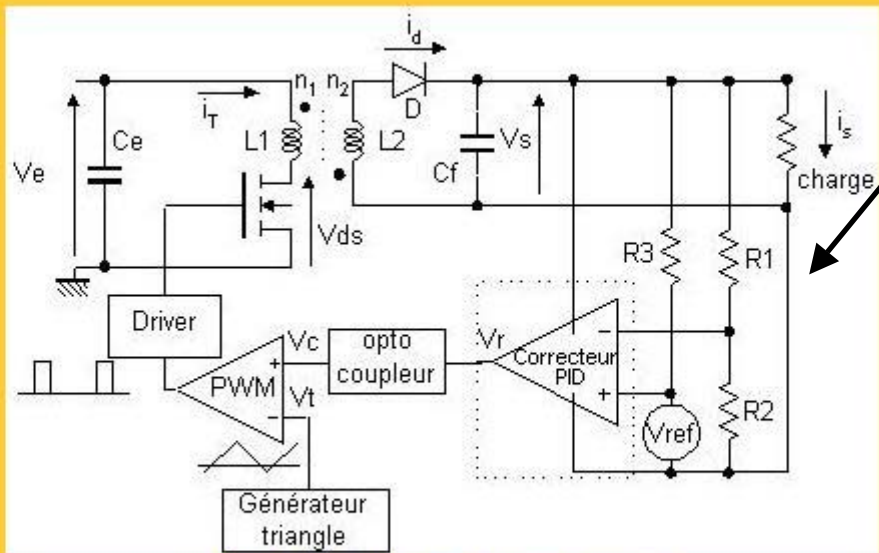 i_d
n1 n2
D
i_T
L1 L2
Ce
Cf
Vs
i_s
Ve
charge
Vds
R3
R1
Driver
Vc
opto
coupleur
Vr
Correcteur
PID
PWM
Vt
Vref
R2
Générateur
triangle